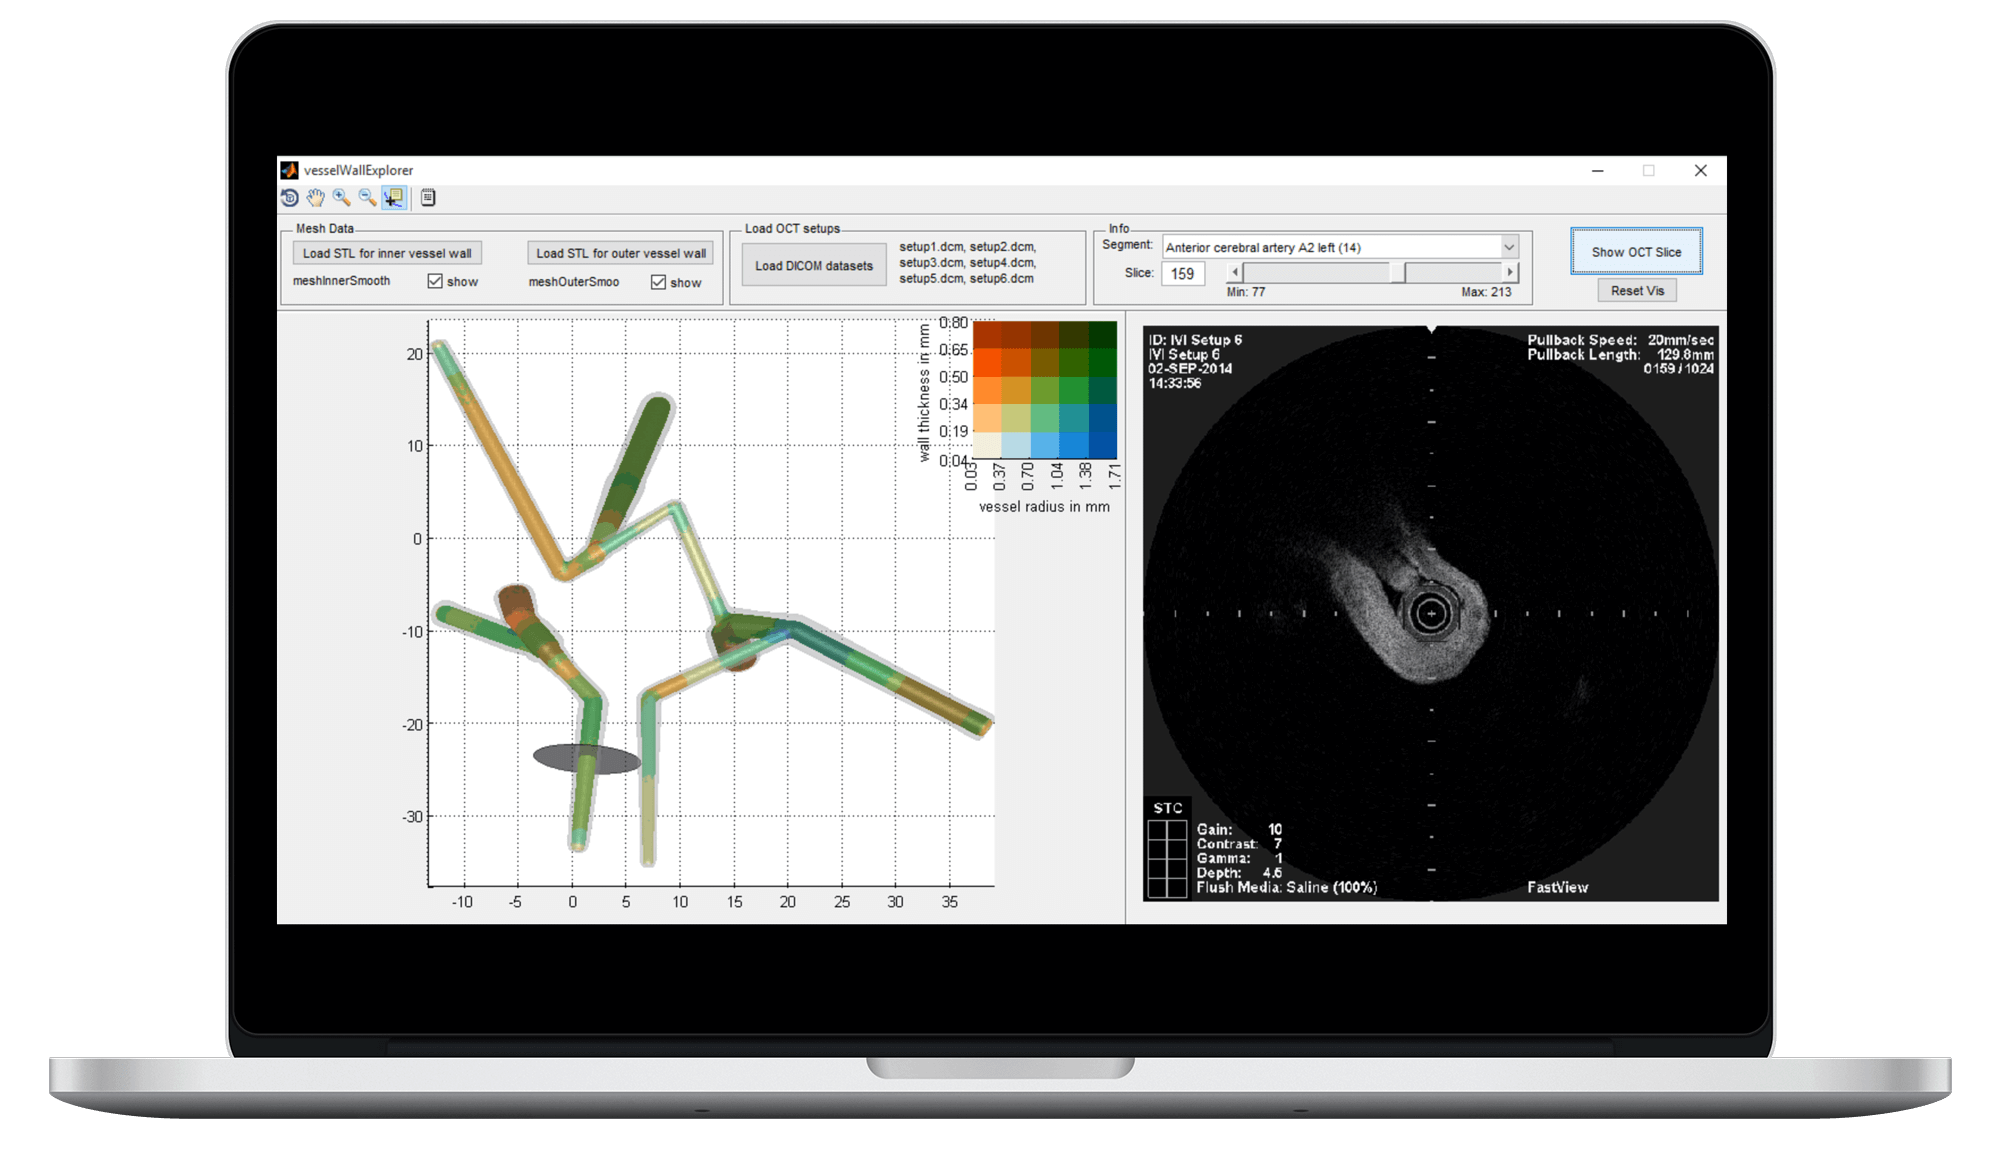 vesselWallExplorer
Mesh Data
Load STL for inner vessel wall
Load STL for outer vessel wall
meshInnerSmooth
show
meshOuterSmoo
show
Load OCT setups
Load DICOM datasets
setup1.dcm, setup2.dcm,
setup3.dcm, setup4.dcm,
setup5.dcm, setup6.dcm
Info
Segment:
Anterior cerebral artery A2 left (14)
Slice:
159
Min: 77
Max: 213
Show OCT Slice
Reset Vis
20
10
0
-10
-20
-30
-10
-5
0
5
10
15
20
25
30
35
wall thickness in mm
0.80
0.65
0.50
0.34
0.19
0.04
0.03
0.37
0.70
1.04
1.38
1.71
vessel radius in mm
ID: IVI Setup 6
IVI Setup 6
02-SEP-2014
14:33:56
Pullback Speed: 20mm/sec
Pullback Length: 129.8mm
0159 / 1024
STC
Gain: 10
Contrast: 7
Gamma: 1
Depth: 4.6
Flush Media: Saline (100%)
FastView